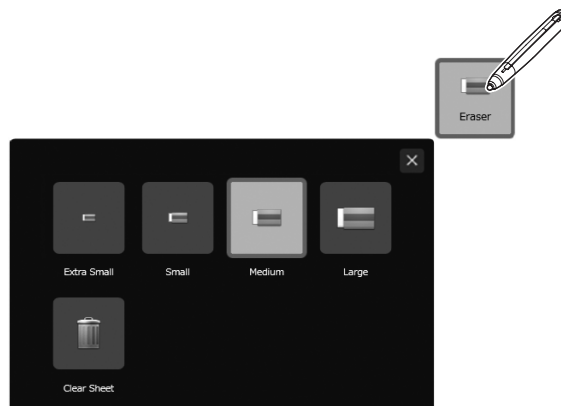 Eraser
Extra Small
Small
Medium
Large
Clear Sheet